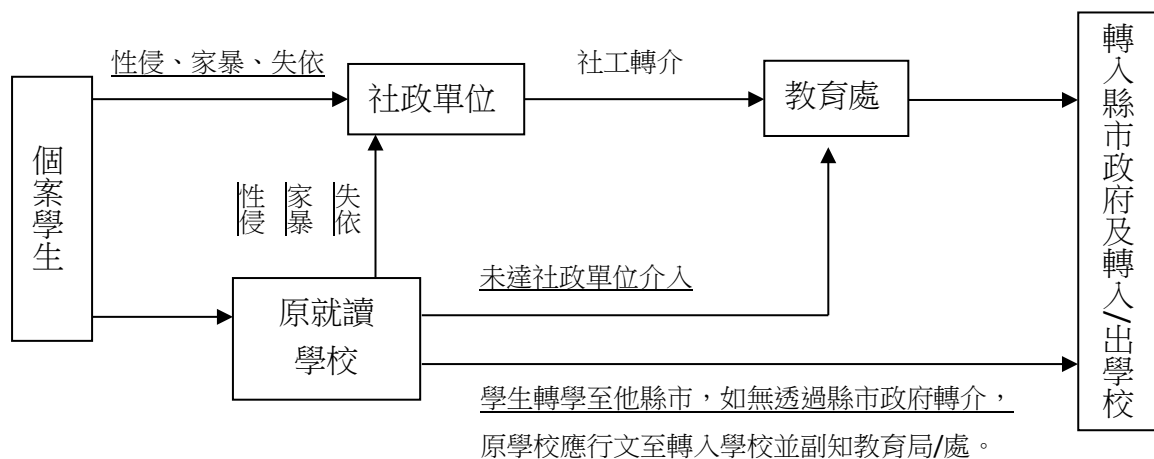 性侵、家暴、失依
社工轉介
轉入縣市政府及轉入/出學校
社政單位
教育處
個案學生
性侵
家暴
失依
未達社政單位介入
原就讀
學校
學生轉學至他縣市，如無透過縣市政府轉介，
原學校應行文至轉入學校並副知教育局/處。